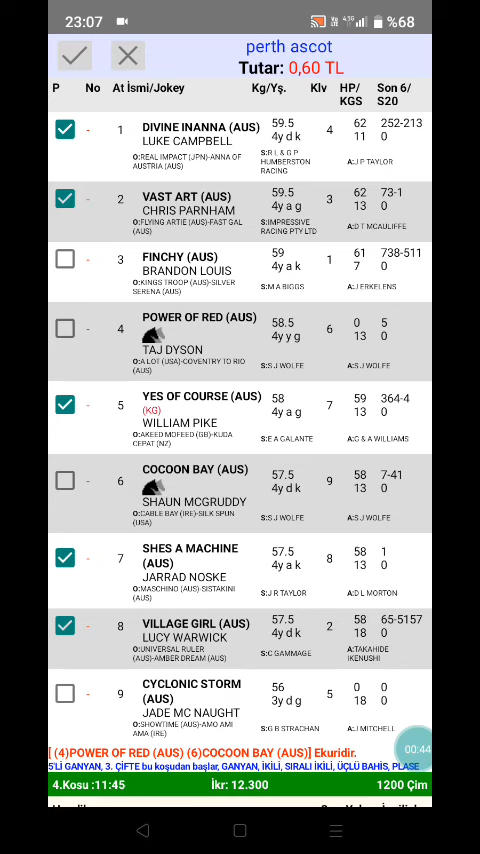 23:07 %68
perth ascot
Tutar: 0,60 TL
P No At İsmi/Jokey Kg/Yş. Klv HP/ KGS Son 6/ S20
- 1 DIVINE INANNA (AUS) 59.5 4 62 252-213
LUKE CAMPBELL 4y d k 11 0
O:REAL IMPACT (JPN)-ANNA OF AUSTRIA (AUS) S:R L & G P HUMBERSTON RACING A:J P TAYLOR
- 2 VAST ART (AUS) 59.5 3 62 73-1
CHRIS PARNHAM 4y a g 13 0
O:FLYING ARTIE (AUS)-FAST GAL (AUS) S:IMPRESSIVE RACING PTY LTD A:D T MCAULIFFE
- 3 FINCHY (AUS) 59 1 61 738-511
BRANDON LOUIS 4y a k 7 0
O:KINGS TROOP (AUS)-SILVER SERENA (AUS) S:M A BIGGS A:J ERKELENS
- 4 POWER OF RED (AUS) 58.5 6 0 5
TAJ DYSON 4y y g 13 0
O:A LOT (USA)-COVENTRY TO RIO (AUS) S:S J WOLFE A:S J WOLFE
- 5 YES OF COURSE (AUS) 58 7 59 364-4
(KG) 4y a g 13 0
WILLIAM PIKE
O:AKEED MOFEED (GB)-KUDA CEPAT (NZ) S:E A GALANTE A:G & A WILLIAMS
- 6 COCOON BAY (AUS) 57.5 9 58 7-41
SHAUN MCGRUDDY 4y d k 13 0
O:CABLE BAY (IRE)-SILK SPUN (USA) S:S J WOLFE A:S J WOLFE
- 7 SHES A MACHINE (AUS) 57.5 8 58 1
JARRAD NOSKE 4y a k 13 0
O:MASCHINO (AUS)-SISTAKINI (AUS) S:J R TAYLOR A:D L MORTON
- 8 VILLAGE GIRL (AUS) 57.5 2 58 65-5157
LUCY WARWICK 4y d k 18 0
O:UNIVERSAL RULER (AUS)-AMBER DREAM (AUS) S:C GAMMAGE A:TAKAHIDE IKENUSHI
- 9 CYCLONIC STORM (AUS) 56 5 0 0
JADE MC NAUGHT 3y d g 18 0
O:SHOWTIME (AUS)-AMO AMI AMA (IRE) S:G B STRACHAN A:J MITCHELL
00:44
[ (4)POWER OF RED (AUS) (6)COCOON BAY (AUS)] Ekuridir.
5'Lİ GANYAN, 3. ÇİFTE bu koşudan başlar, GANYAN, İKİLİ, SIRALI İKİLİ, ÜÇLÜ BAHİS, PLASE
4.Kosu :11:45 İkr: 12.300 1200 Çim